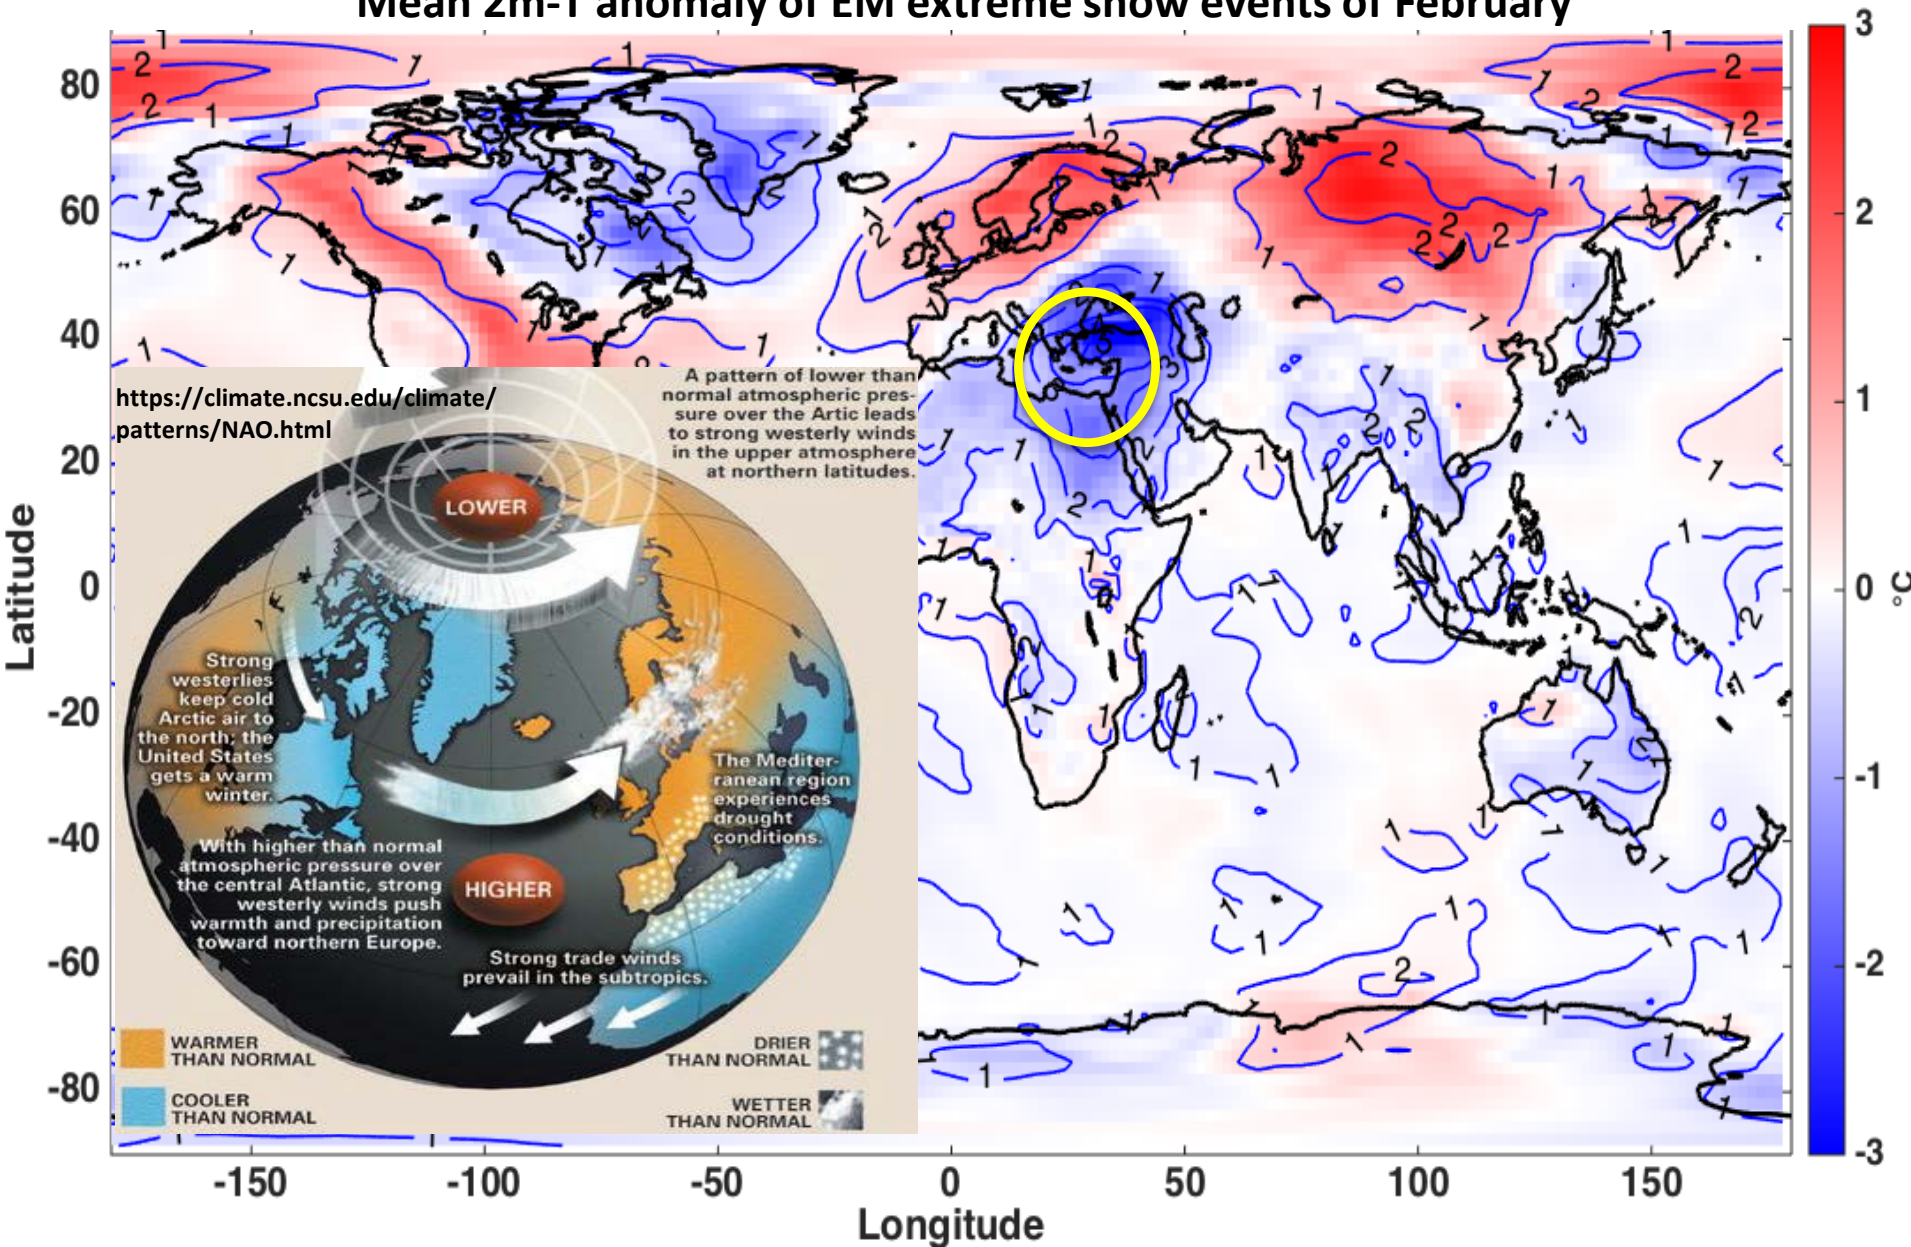 Mean 2m-T anomaly of EM extreme snow events of February
80
60
40
20
0
-20
-40
-60
-80
Latitude
-150
-100
-50
0
50
100
150
Longitude
3
2
1
0
-1
-2
-3
°C
https://climate.ncsu.edu/climate/
patterns/NAO.html
A pattern of lower than
normal atmospheric pres-
sure over the Artic leads
to strong westerly winds
in the upper atmosphere
at northern latitudes.
LOWER
Strong
westerlies
keep cold
Arctic air to
the north; the
United States
gets a warm
winter.
The Mediter-
ranean region
experiences
drought
conditions.
With higher than normal
atmospheric pressure over
the central Atlantic, strong
westerly winds push
warmth and precipitation
toward northern Europe.
HIGHER
Strong trade winds
prevail in the subtropics.
WARMER
THAN NORMAL
DRIER
THAN NORMAL
COOLER
THAN NORMAL
WETTER
THAN NORMAL